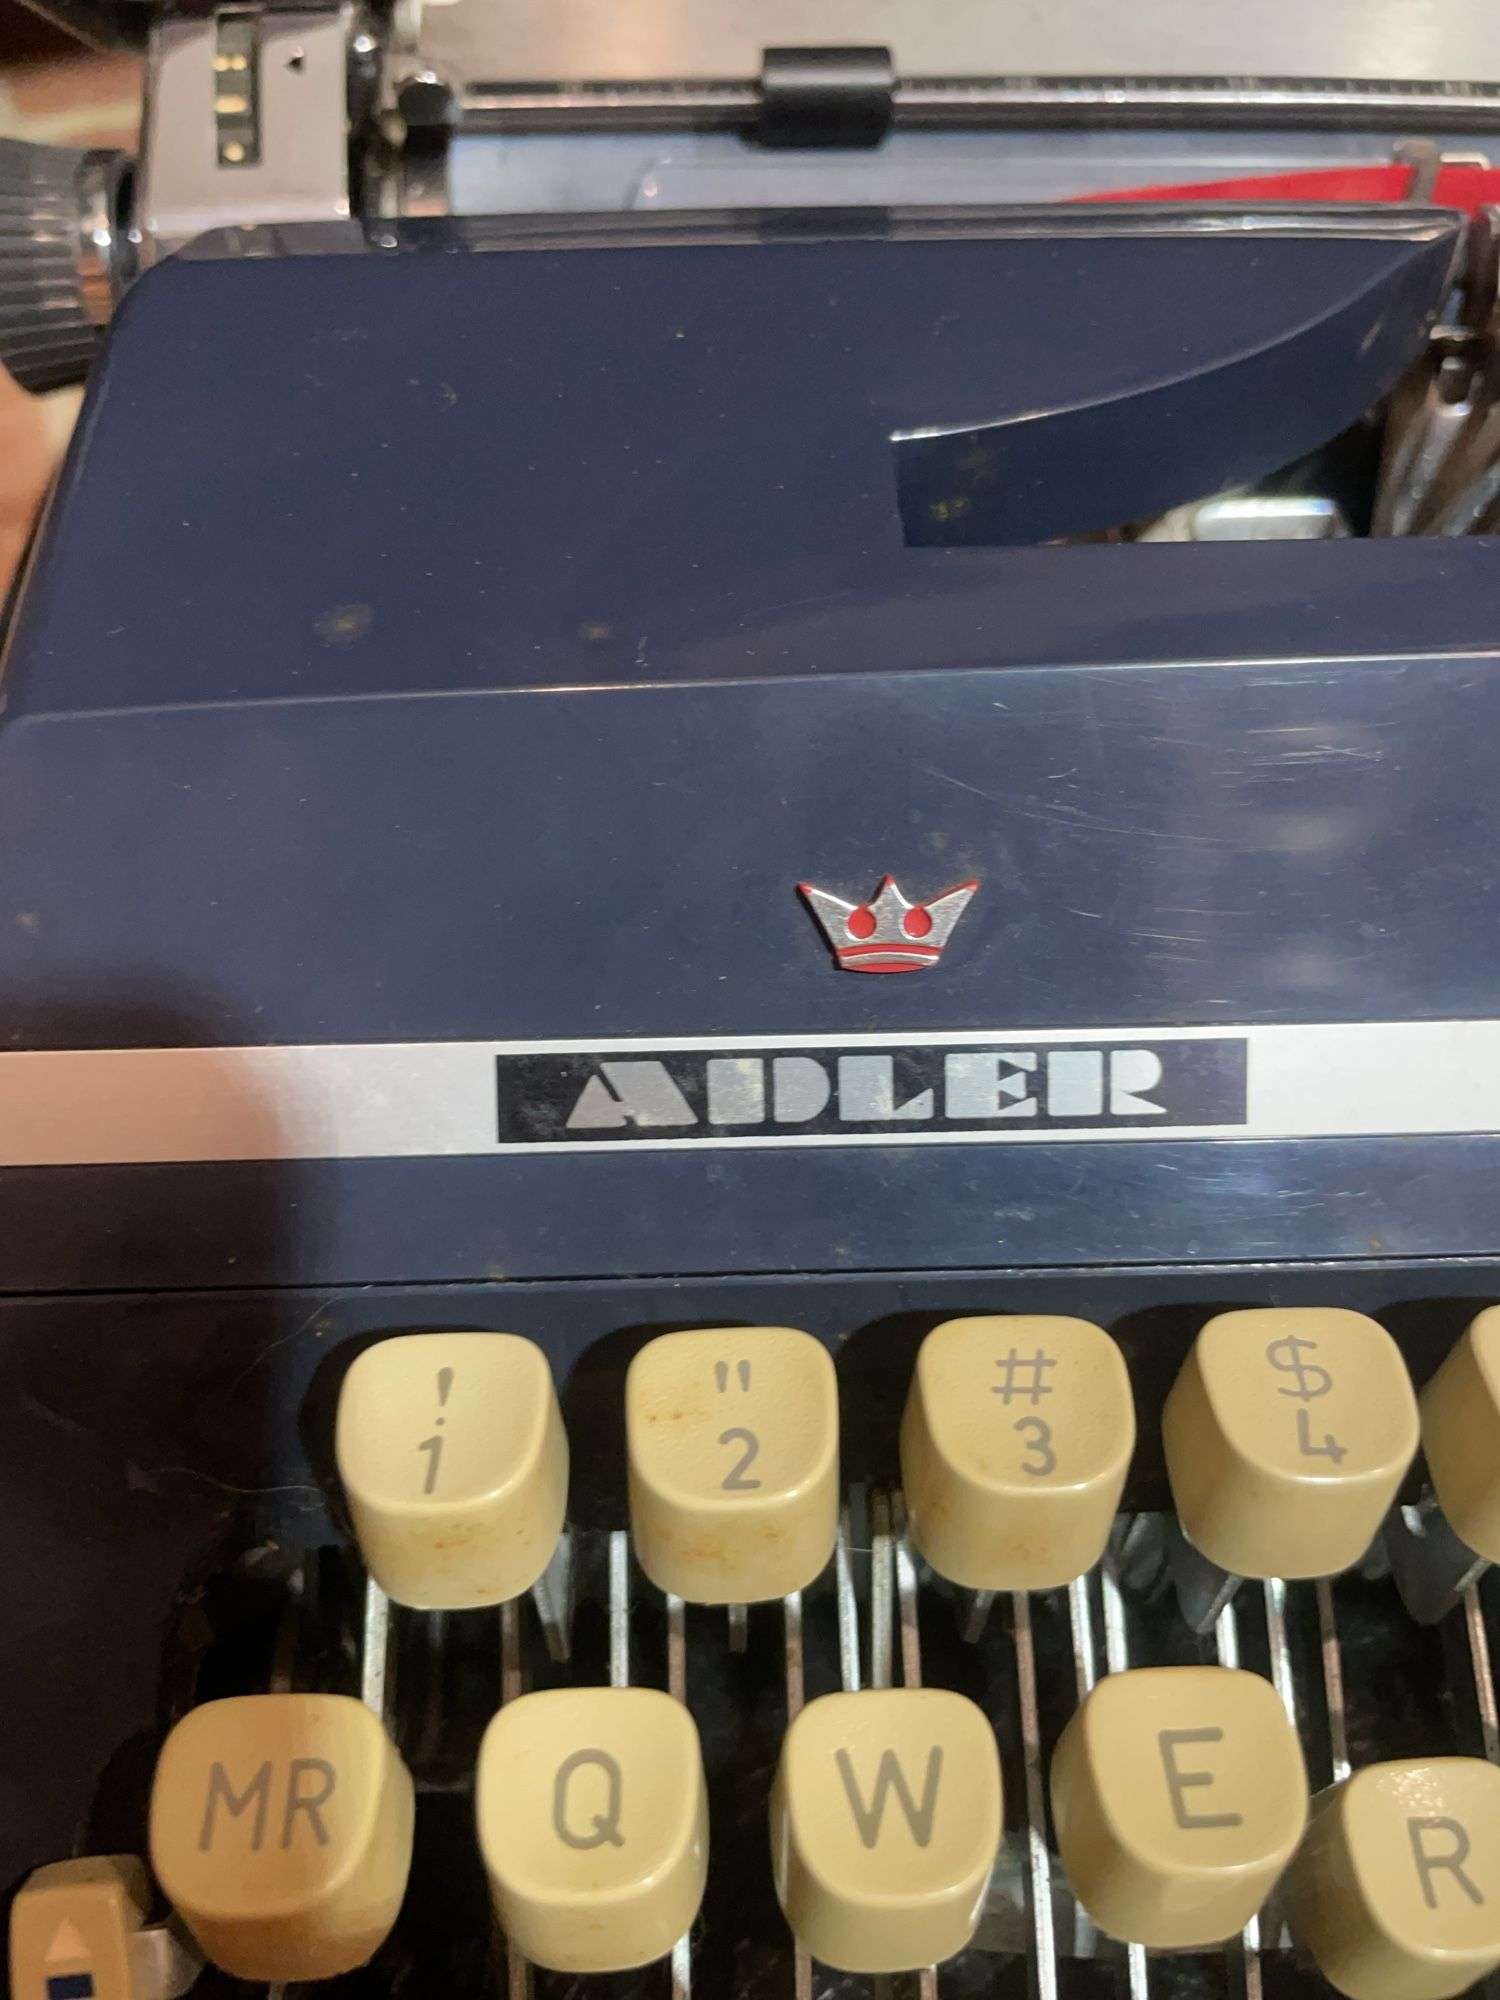 ADLER
! " # $
1 2 3 4
MR Q W E R